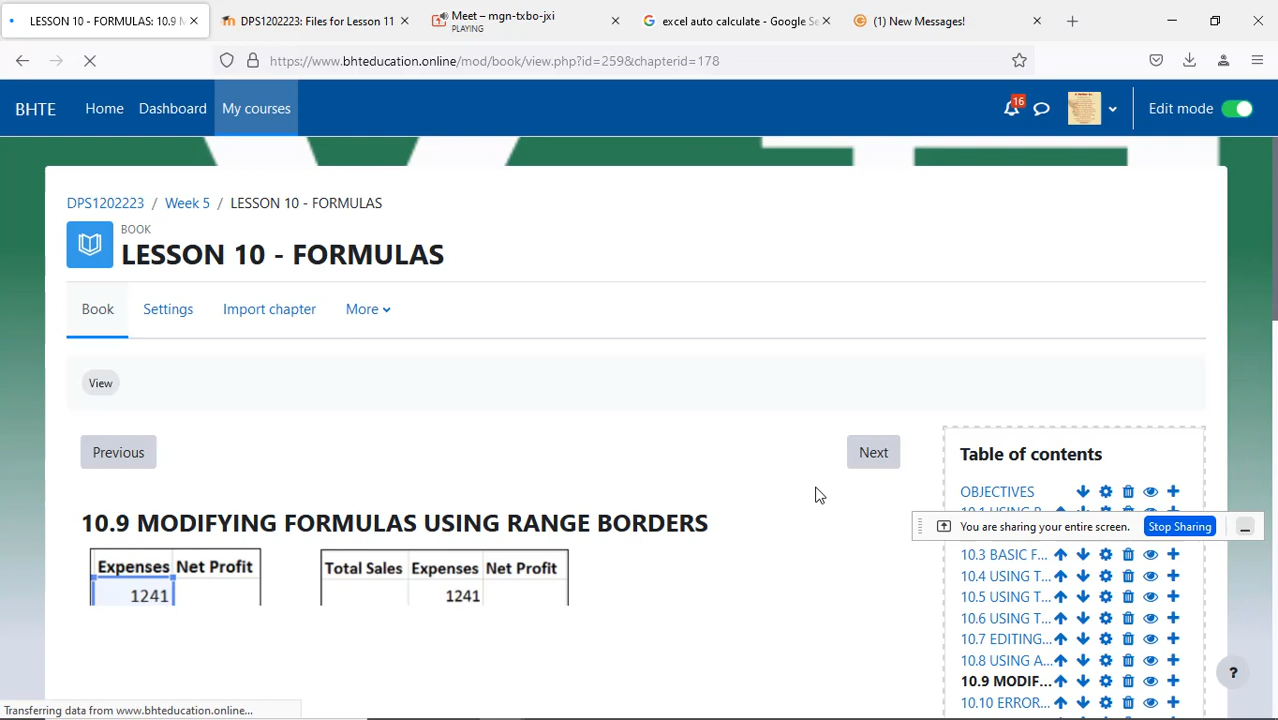 LESSON 10 - FORMULAS: 10.9 M
DPS1202223: Files for Lesson 11
Meet – mgn-txbo-jxi
PLAYING
excel auto calculate - Google Se
(1) New Messages!
https://www.bhteducation.online/mod/book/view.php?id=259&chapterid=178
BHTE
Home
Dashboard
My courses
16
Edit mode
DPS1202223 / Week 5 / LESSON 10 - FORMULAS
BOOK
LESSON 10 - FORMULAS
Book
Settings
Import chapter
More
View
Previous
Next
10.9 MODIFYING FORMULAS USING RANGE BORDERS
Expenses Net Profit
1241
Total Sales Expenses Net Profit
1241
Table of contents
OBJECTIVES
You are sharing your entire screen.
Stop Sharing
10.3 BASIC F...
10.4 USING T...
10.5 USING T...
10.6 USING T...
10.7 EDITING...
10.8 USING A...
10.9 MODIF...
10.10 ERROR...
?
Transferring data from www.bhteducation.online...